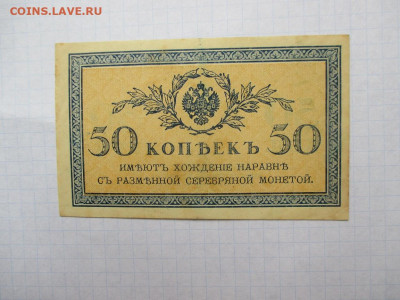 COINS.LAVE.RU
50 КОПѢЕКЪ 50
ИМѢЮТЪ ХОЖДЕНІЕ НАРАВНѢ
СЪ РАЗМѢННОЙ СЕРЕБРЯНОЙ МОНЕТОЙ.